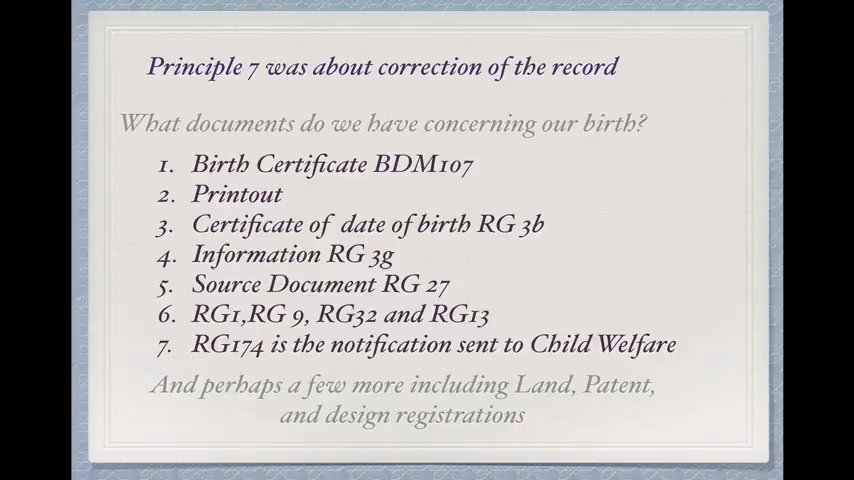 Principle 7 was about correction of the record
What documents do we have concerning our birth?
1. Birth Certificate BDM107
2. Printout
3. Certificate of date of birth RG 3b
4. Information RG 3g
5. Source Document RG 27
6. RG1,RG 9, RG32 and RG13
7. RG174 is the notification sent to Child Welfare
And perhaps a few more including Land, Patent,
and design registrations